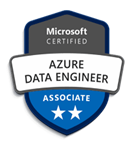 Microsoft
CERTIFIED
AZURE
DATA ENGINEER
ASSOCIATE